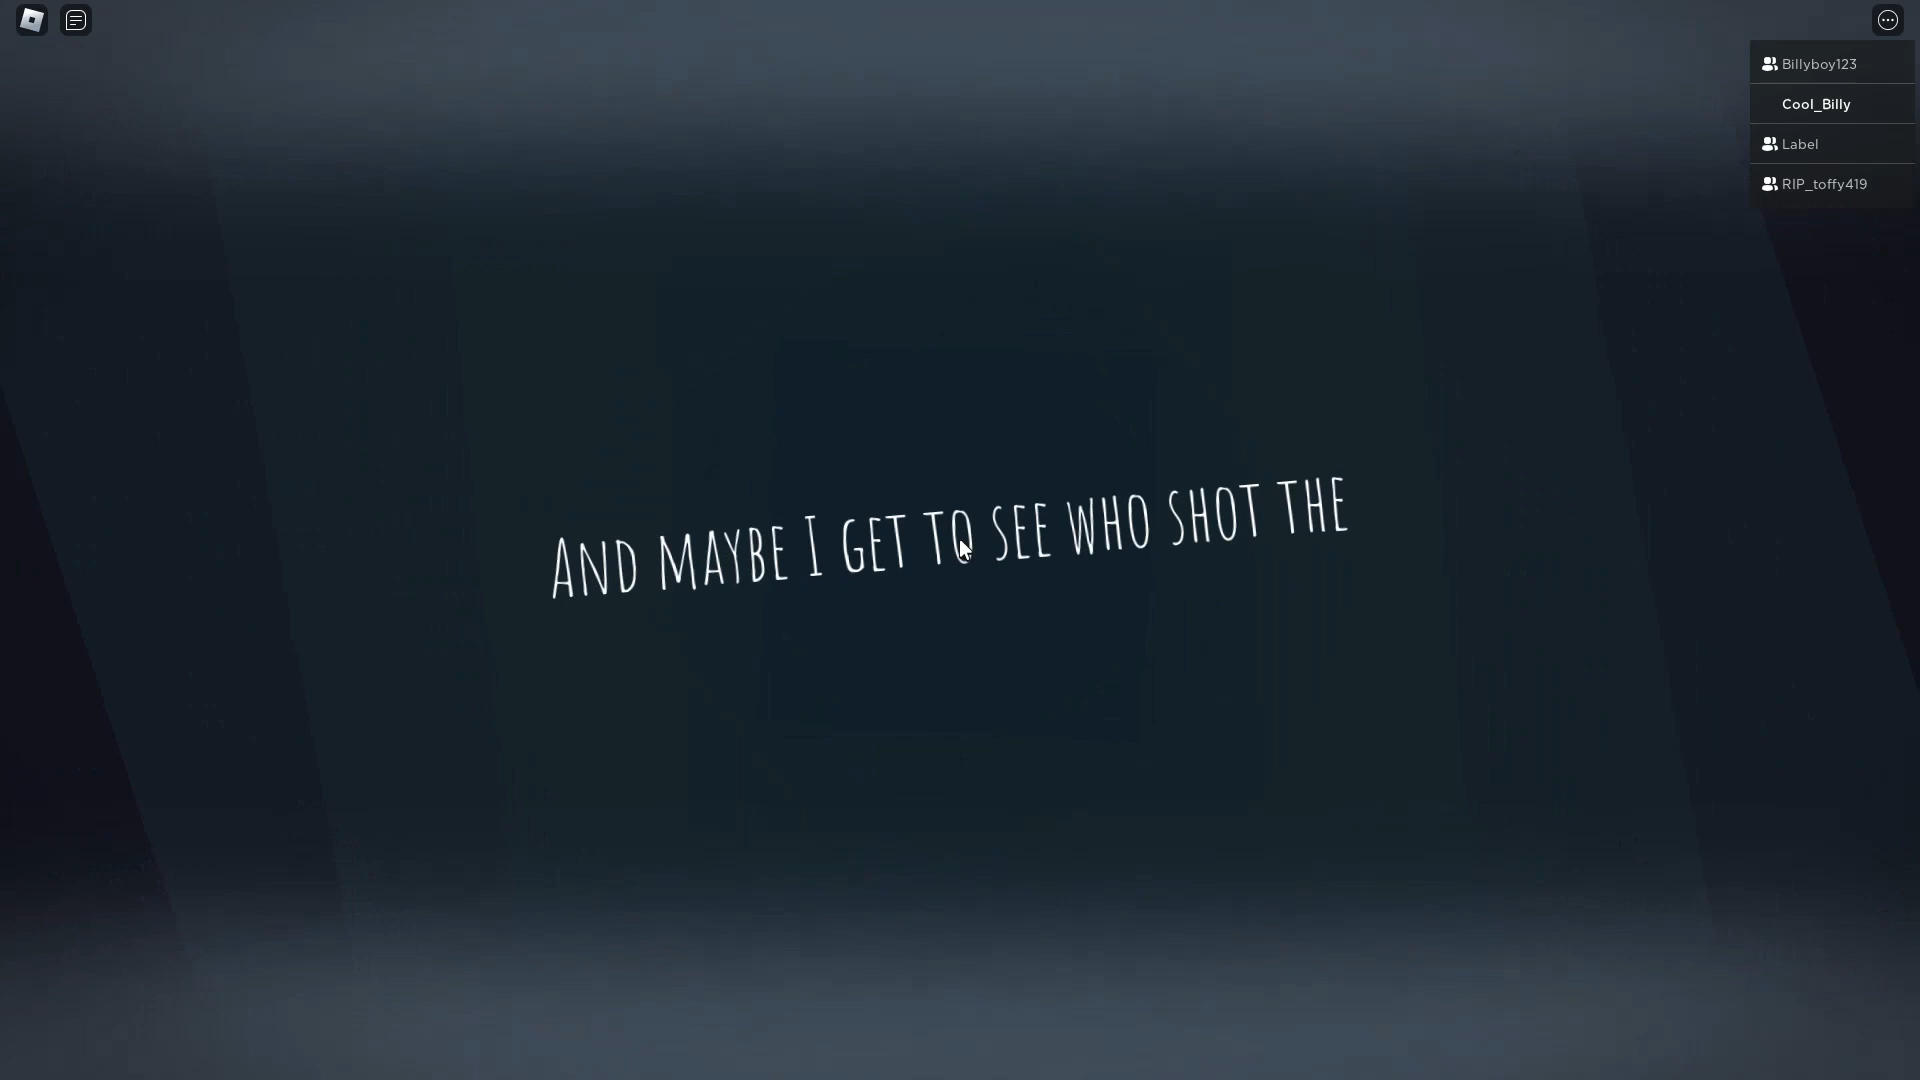 Billyboy123
Cool_Billy
Label
RIP_toffy419
And maybe I get to see who shot the